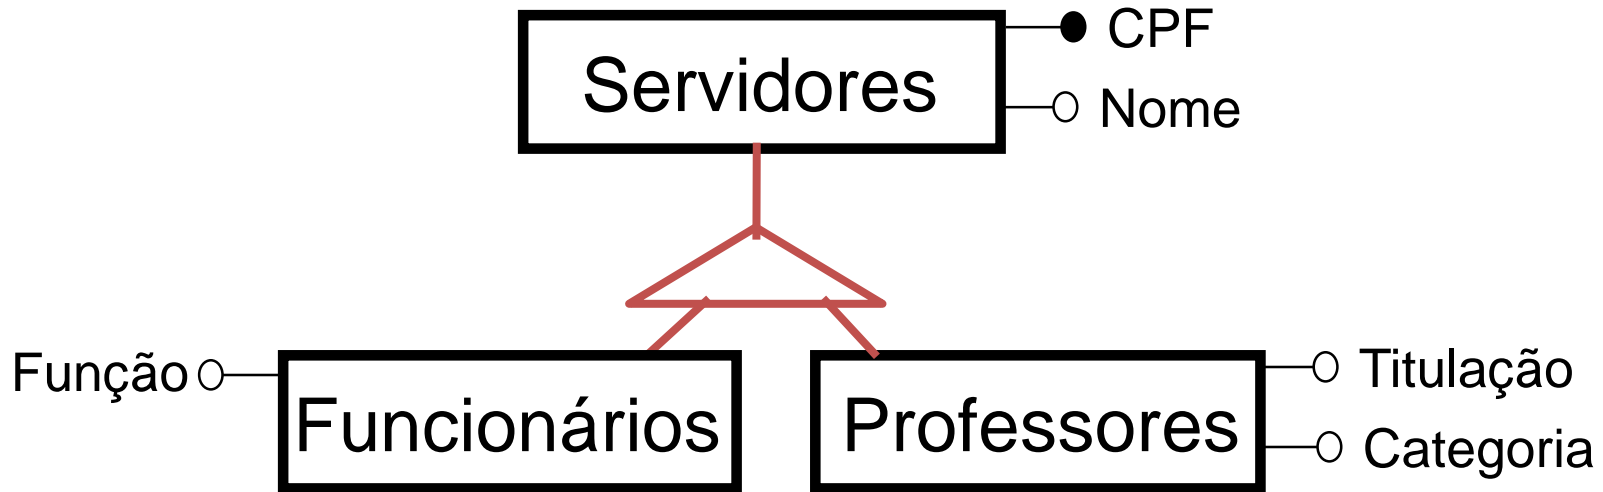 Servidores
CPF
Nome
Função
Funcionários
Professores
Titulação
Categoria